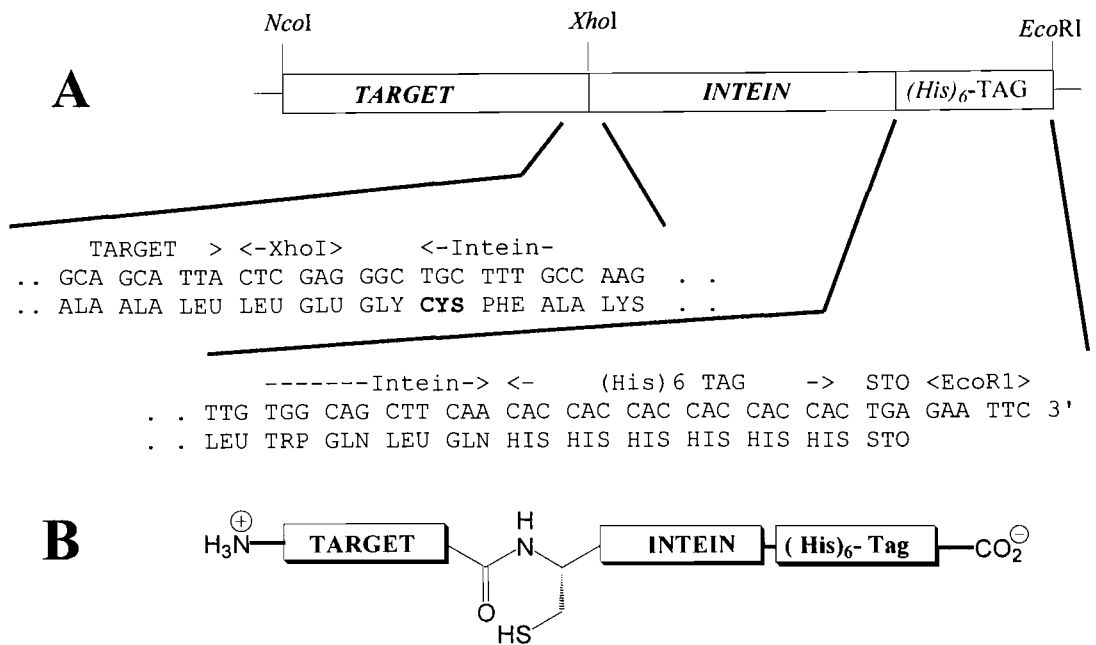 NcoI XhoI EcoRI
A
TARGET INTEIN (His)6-TAG
TARGET > <-XhoI> <-Intein-
.. GCA GCA TTA CTC GAG GGC TGC TTT GCC AAG . .
.. ALA ALA LEU LEU GLU GLY CYS PHE ALA LYS . .
-------Intein-> <- (His)6 TAG -> STO <EcoR1>
. . TTG TGG CAG CTT CAA CAC CAC CAC CAC CAC CAC TGA GAA TTC 3'
. . LEU TRP GLN LEU GLN HIS HIS HIS HIS HIS HIS STO
B
H3N+ TARGET O N H HS INTEIN (His)6- Tag CO2−